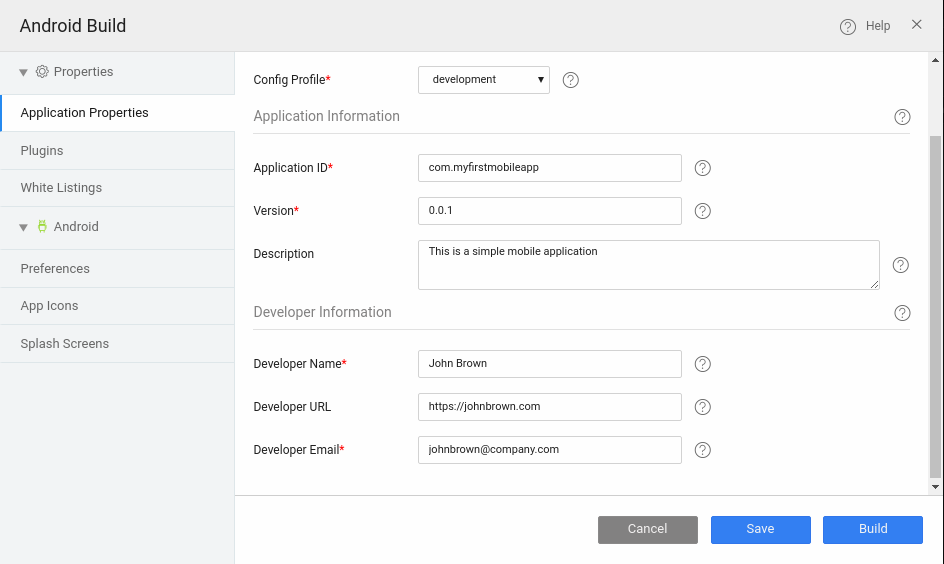 Android Build
Help
Properties
Application Properties
Plugins
White Listings
Android
Preferences
App Icons
Splash Screens
Config Profile* development
Application Information
Application ID* com.myfirstmobileapp
Version* 0.0.1
Description This is a simple mobile application
Developer Information
Developer Name* John Brown
Developer URL https://johnbrown.com
Developer Email* johnbrown@company.com
Cancel Save Build